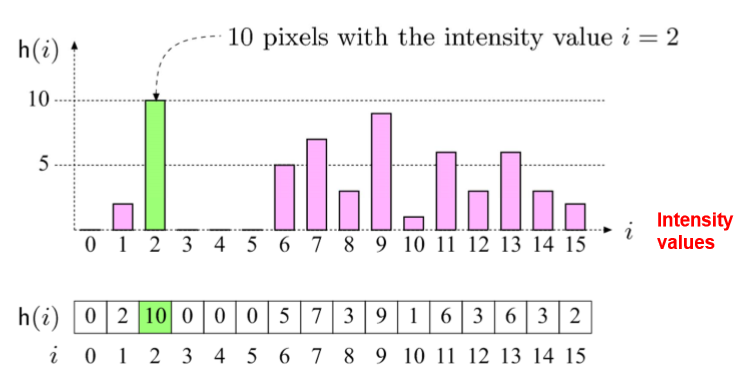 10 pixels with the intensity value i = 2
h(i)
10
5
0 1 2 3 4 5 6 7 8 9 10 11 12 13 14 15 i
Intensity
values
h(i) 0 2 10 0 0 0 5 7 3 9 1 6 3 6 3 2
i 0 1 2 3 4 5 6 7 8 9 10 11 12 13 14 15